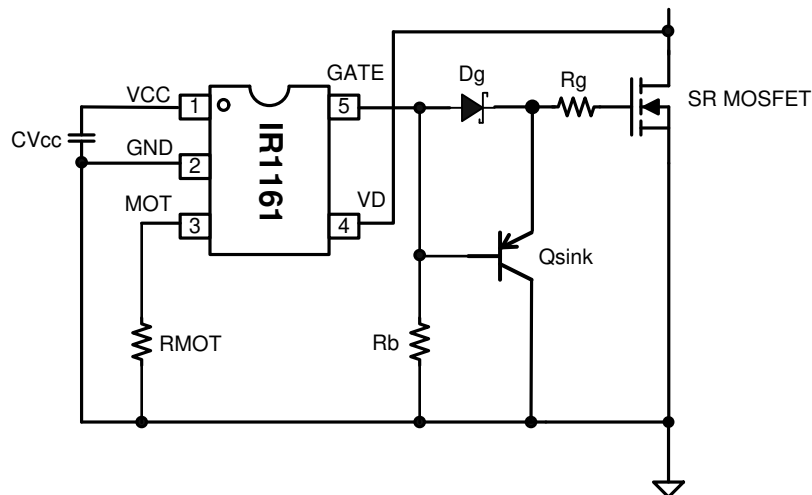 GATE
Dg
Rg
SR MOSFET
VCC
1
5
CVcc
GND
2
IR1161
MOT
3
VD
4
Qsink
RMOT
Rb